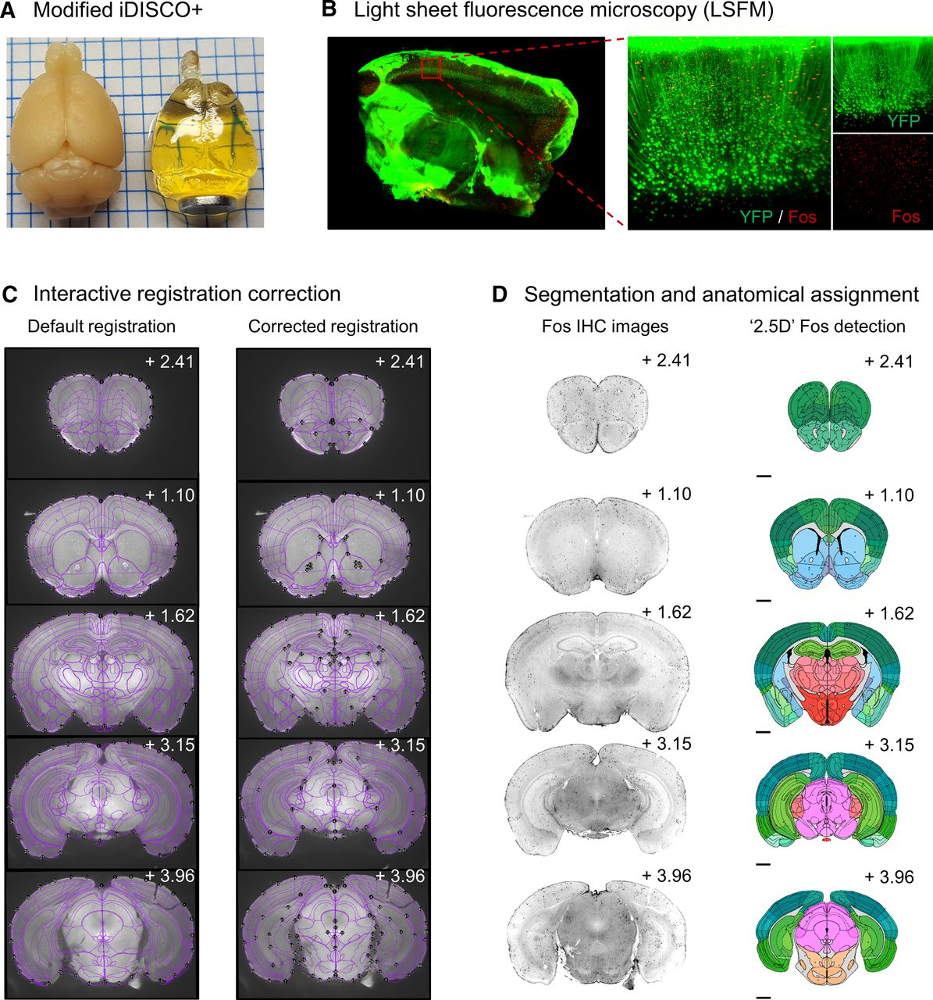 A Modified iDISCO+
B Light sheet fluorescence microscopy (LSFM)
YFP / Fos
YFP
Fos
C Interactive registration correction
Default registration
Corrected registration
+ 2.41
+ 2.41
+ 1.10
+ 1.10
+ 1.62
+ 1.62
+ 3.15
+ 3.15
+ 3.96
+ 3.96
D Segmentation and anatomical assignment
Fos IHC images
‘2.5D’ Fos detection
+ 2.41
+ 2.41
+ 1.10
+ 1.10
+ 1.62
+ 1.62
+ 3.15
+ 3.15
+ 3.96
+ 3.96